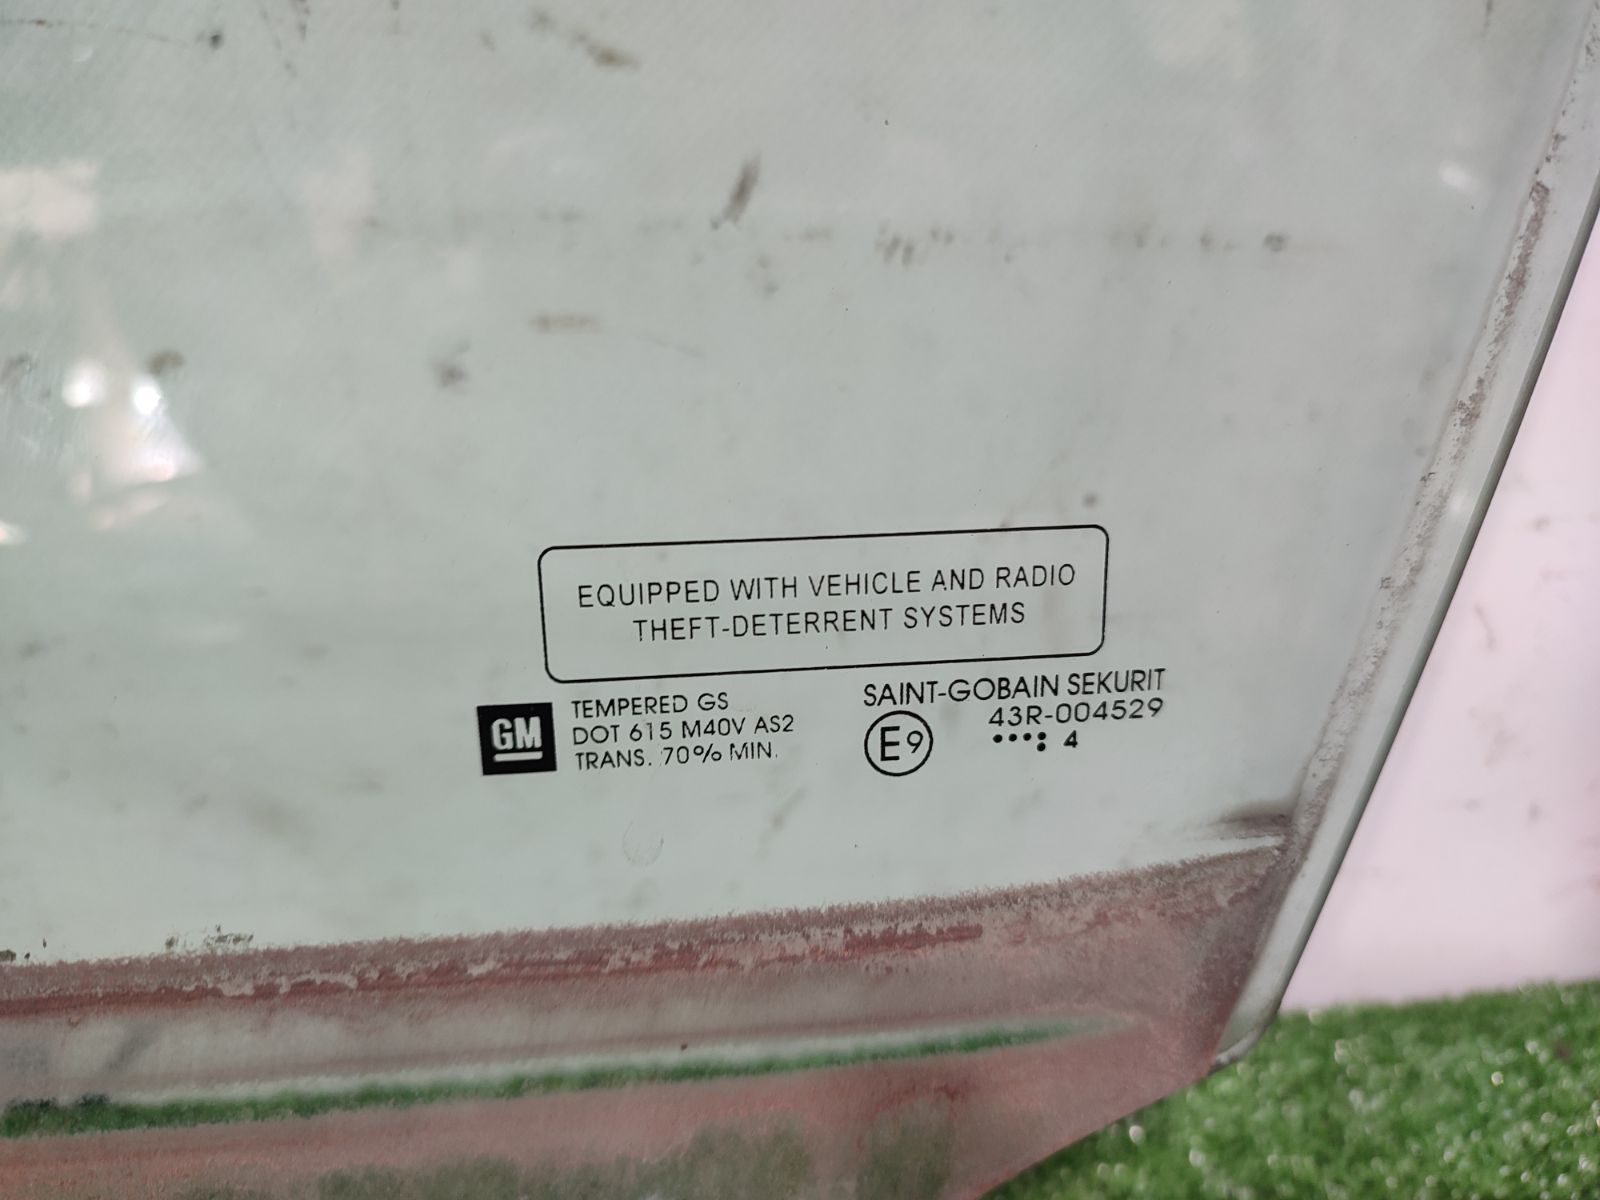 EQUIPPED WITH VEHICLE AND RADIO
THEFT-DETERRENT SYSTEMS
GM
TEMPERED GS
DOT 615 M40V AS2
TRANS. 70% MIN.
SAINT-GOBAIN SEKURIT
E9
43R-004529
4